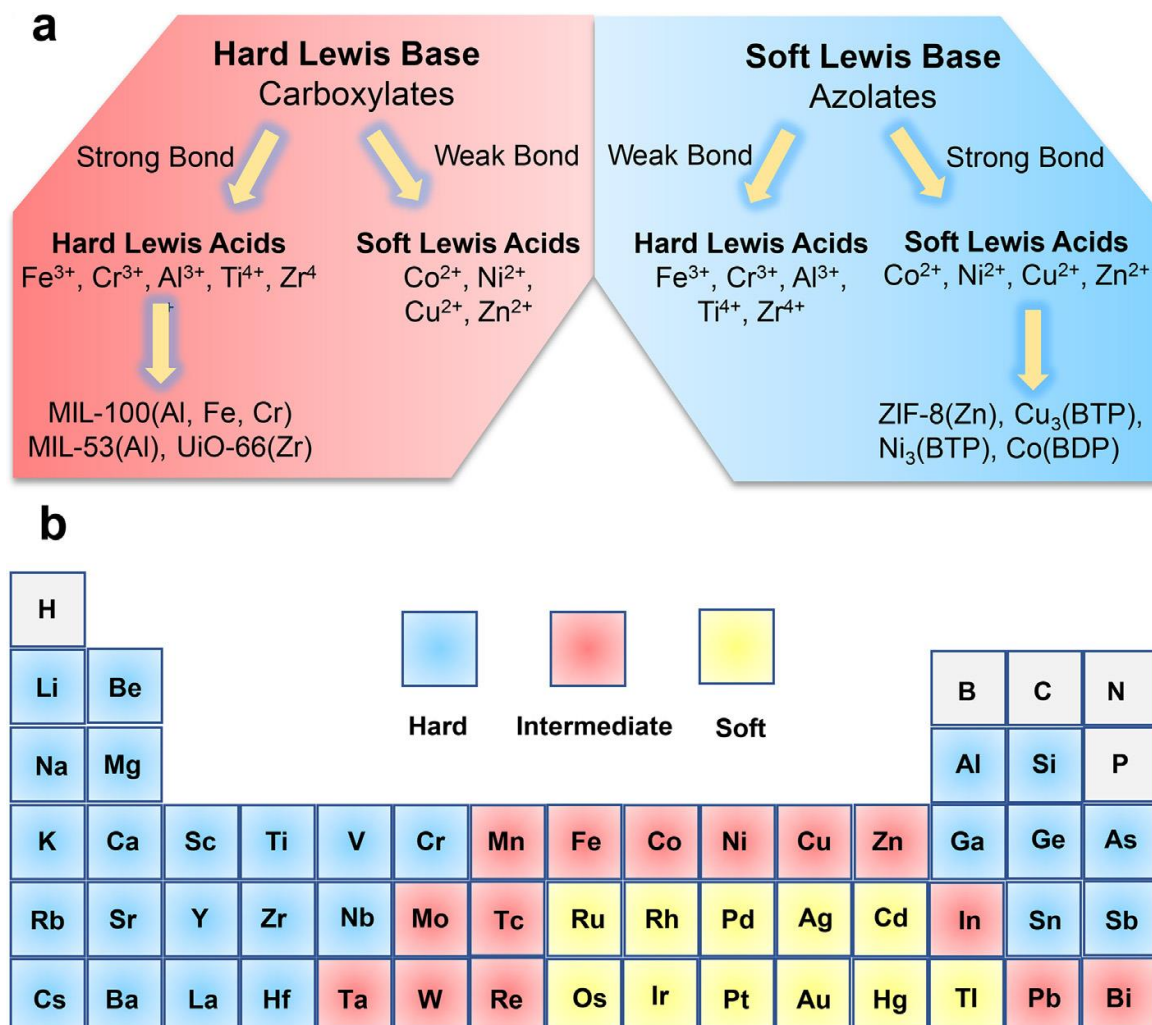 a
Hard Lewis Base
Carboxylates
Strong Bond
Weak Bond
Hard Lewis Acids
Fe³⁺, Cr³⁺, Al³⁺, Ti⁴⁺, Zr⁴
⁺
Soft Lewis Acids
Co²⁺, Ni²⁺,
Cu²⁺, Zn²⁺
MIL-100(Al, Fe, Cr)
MIL-53(Al), UiO-66(Zr)
Soft Lewis Base
Azolates
Weak Bond
Strong Bond
Hard Lewis Acids
Fe³⁺, Cr³⁺, Al³⁺,
Ti⁴⁺, Zr⁴⁺
Soft Lewis Acids
Co²⁺, Ni²⁺, Cu²⁺, Zn²⁺
ZIF-8(Zn), Cu₃(BTP),
Ni₃(BTP), Co(BDP)
b
Hard Intermediate Soft
H
Li Be B C N
Na Mg Al Si P
K Ca Sc Ti V Cr Mn Fe Co Ni Cu Zn Ga Ge As
Rb Sr Y Zr Nb Mo Tc Ru Rh Pd Ag Cd In Sn Sb
Cs Ba La Hf Ta W Re Os Ir Pt Au Hg Tl Pb Bi